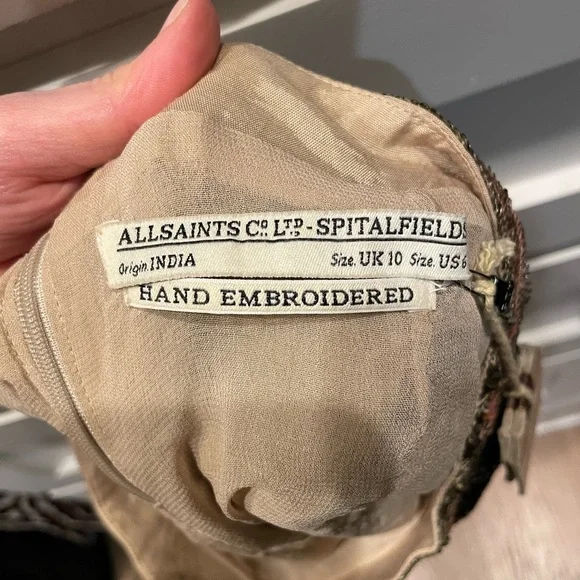 ALLSAINTS Cº LTD - SPITALFIELDS
Origin. INDIA Size. UK 10 Size. US 6
HAND EMBROIDERED